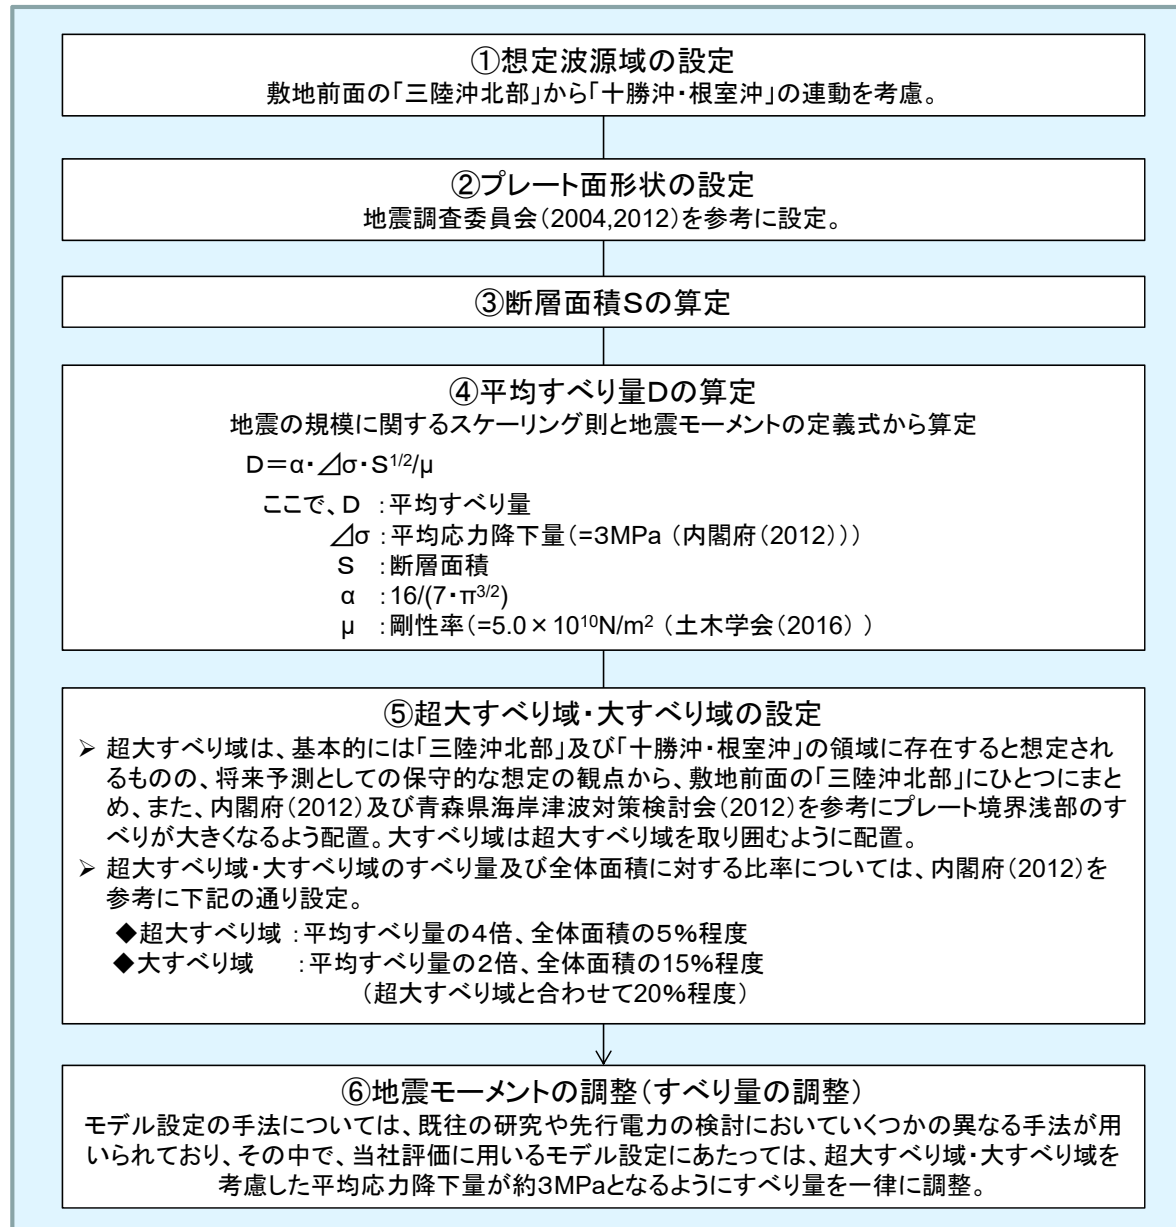 ①想定波源域の設定
敷地前面の「三陸沖北部」から「十勝沖・根室沖」の連動を考慮。
②プレート面形状の設定
地震調査委員会(2004,2012)を参考に設定。
③断層面積Sの算定
④平均すべり量Dの算定
地震の規模に関するスケーリング則と地震モーメントの定義式から算定
D＝α・⊿σ・S1/2/μ
ここで、D ：平均すべり量
⊿σ：平均応力降下量(=3MPa (内閣府(2012)))
S ：断層面積
α ：16/(7・π3/2)
μ ：剛性率(=5.0×1010N/m2 (土木学会(2016) )
⑤超大すべり域・大すべり域の設定
➢ 超大すべり域は、基本的には「三陸沖北部」及び「十勝沖・根室沖」の領域に存在すると想定され
るものの、将来予測としての保守的な想定の観点から、敷地前面の「三陸沖北部」にひとつにまと
め、また、内閣府(2012)及び青森県海岸津波対策検討会(2012)を参考にプレート境界浅部のす
べりが大きくなるよう配置。大すべり域は超大すべり域を取り囲むように配置。
➢ 超大すべり域・大すべり域のすべり量及び全体面積に対する比率については、内閣府(2012)を
参考に下記の通り設定。
◆超大すべり域 ：平均すべり量の4倍、全体面積の5%程度
◆大すべり域 ：平均すべり量の2倍、全体面積の15%程度
(超大すべり域と合わせて20%程度)
⑥地震モーメントの調整(すべり量の調整)
モデル設定の手法については、既往の研究や先行電力の検討においていくつかの異なる手法が用
いられており、その中で、当社評価に用いるモデル設定にあたっては、超大すべり域・大すべり域を
考慮した平均応力降下量が約3MPaとなるようにすべり量を一律に調整。